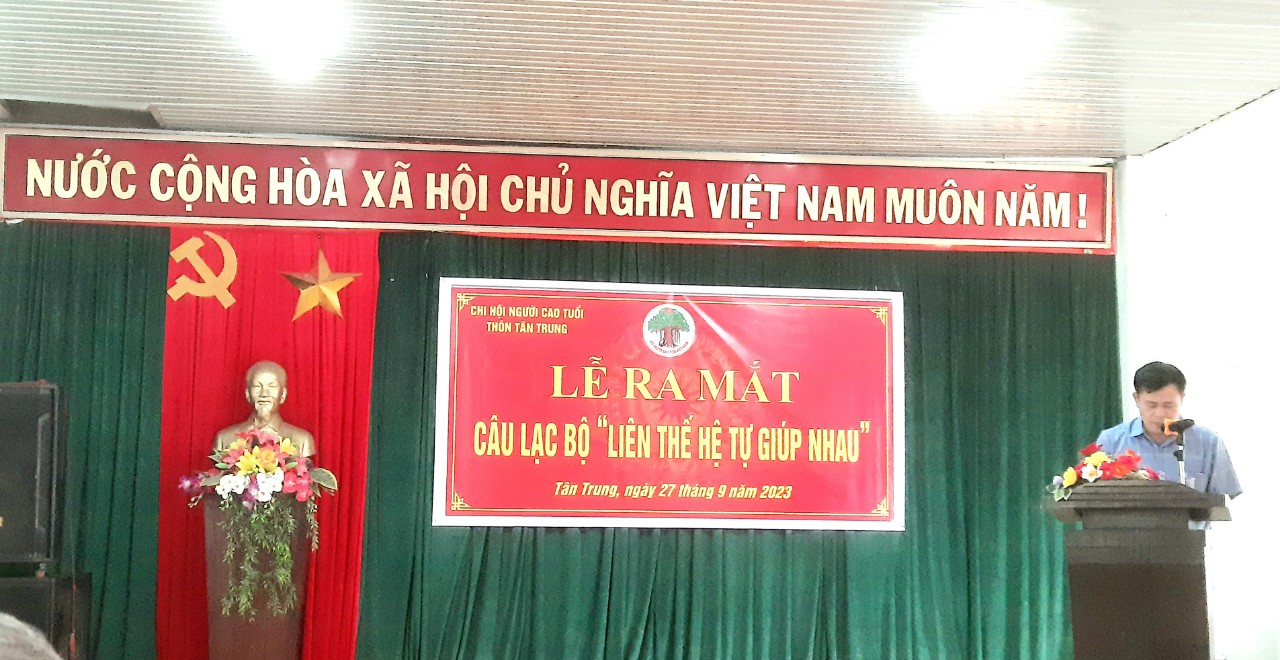 NƯỚC CỘNG HÒA XÃ HỘI CHỦ NGHĨA VIỆT NAM MUÔN NĂM!
CHI HỘI NGƯỜI CAO TUỔI
THÔN TÂN TRUNG
LỄ RA MẮT
CÂU LẠC BỘ "LIÊN THẾ HỆ TỰ GIÚP NHAU"
Tân Trung, ngày 27 tháng 9 năm 2023